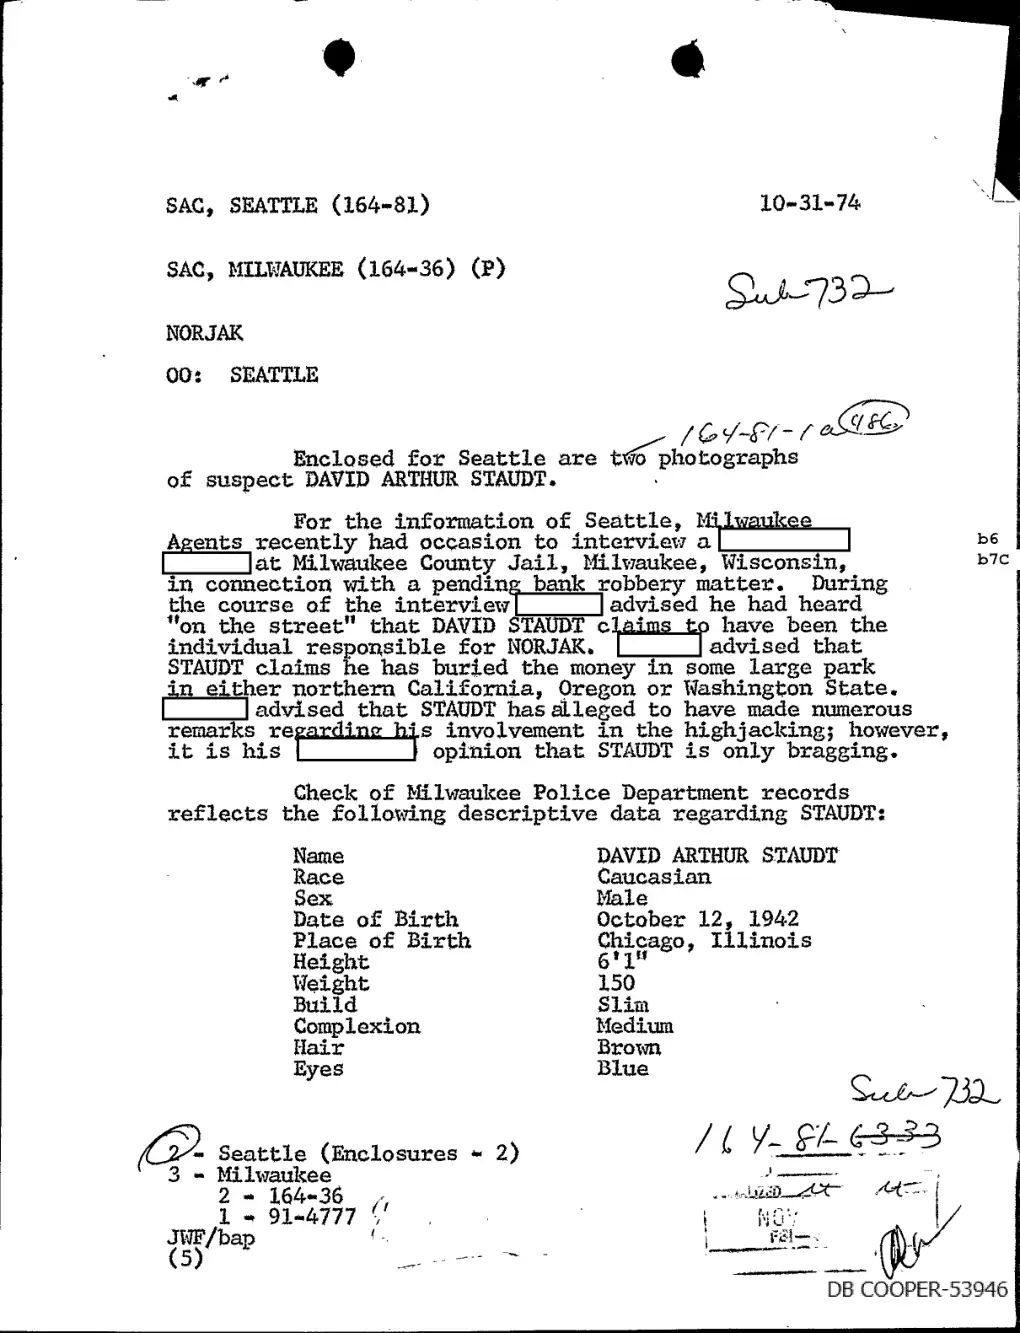 SAC, SEATTLE (164-81) 10-31-74
SAC, MILWAUKEE (164-36) (P)
Sub-732
NORJAK
OO: SEATTLE
164-81-1a 486
Enclosed for Seattle are two photographs
of suspect DAVID ARTHUR STAUDT.
For the information of Seattle, Milwaukee
Agents recently had occasion to interview a
b6
at Milwaukee County Jail, Milwaukee, Wisconsin,
b7C
in connection with a pending bank robbery matter. During
the course of the interview advised he had heard
"on the street" that DAVID STAUDT claims to have been the
individual responsible for NORJAK. advised that
STAUDT claims he has buried the money in some large park
in either northern California, Oregon or Washington State.
advised that STAUDT has alleged to have made numerous
remarks regarding his involvement in the highjacking; however,
it is his opinion that STAUDT is only bragging.
Check of Milwaukee Police Department records
reflects the following descriptive data regarding STAUDT:
Name DAVID ARTHUR STAUDT
Race Caucasian
Sex Male
Date of Birth October 12, 1942
Place of Birth Chicago, Illinois
Height 6'1"
Weight 150
Build Slim
Complexion Medium
Hair Brown
Eyes Blue
Sub-732
2 - Seattle (Enclosures - 2)
164-81-6333
3 - Milwaukee
2 - 164-36
1 - 91-4777
NOV
JWF/bap
FBI
(5)
DB COOPER-53946